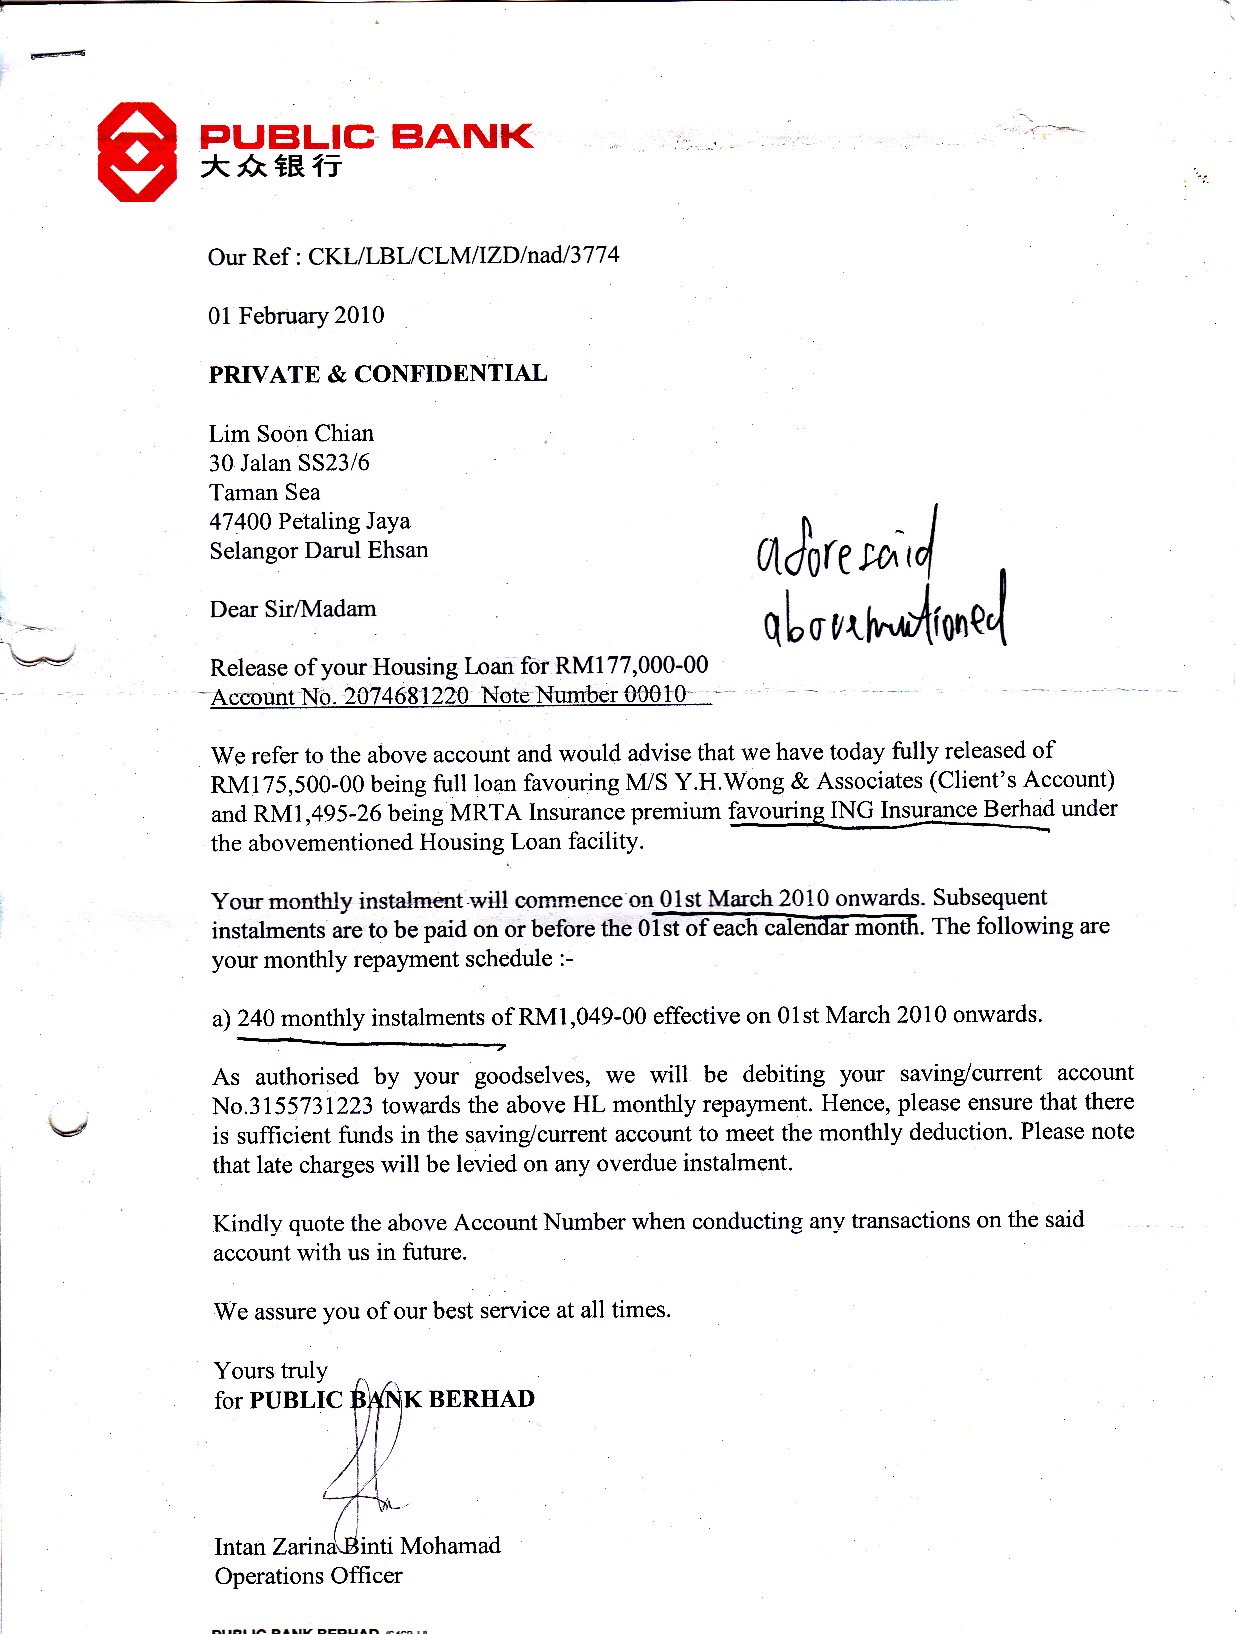 PUBLIC BANK
大众银行
Our Ref : CKL/LBL/CLM/IZD/nad/3774
01 February 2010
PRIVATE & CONFIDENTIAL
Lim Soon Chian
30 Jalan SS23/6
Taman Sea
47400 Petaling Jaya
Selangor Darul Ehsan
aforesaid
abovementioned
Dear Sir/Madam
Release of your Housing Loan for RM177,000-00
Account No. 2074681220 Note Number 00010
We refer to the above account and would advise that we have today fully released of
RM175,500-00 being full loan favouring M/S Y.H.Wong & Associates (Client's Account)
and RM1,495-26 being MRTA Insurance premium favouring ING Insurance Berhad under
the abovementioned Housing Loan facility.
Your monthly instalment will commence on 01st March 2010 onwards. Subsequent
instalments are to be paid on or before the 01st of each calendar month. The following are
your monthly repayment schedule :-
a) 240 monthly instalments of RM1,049-00 effective on 01st March 2010 onwards.
As authorised by your goodselves, we will be debiting your saving/current account
No.3155731223 towards the above HL monthly repayment. Hence, please ensure that there
is sufficient funds in the saving/current account to meet the monthly deduction. Please note
that late charges will be levied on any overdue instalment.
Kindly quote the above Account Number when conducting any transactions on the said
account with us in future.
We assure you of our best service at all times.
Yours truly
for PUBLIC BANK BERHAD
Intan Zarina Binti Mohamad
Operations Officer
PUBLIC BANK BERHAD